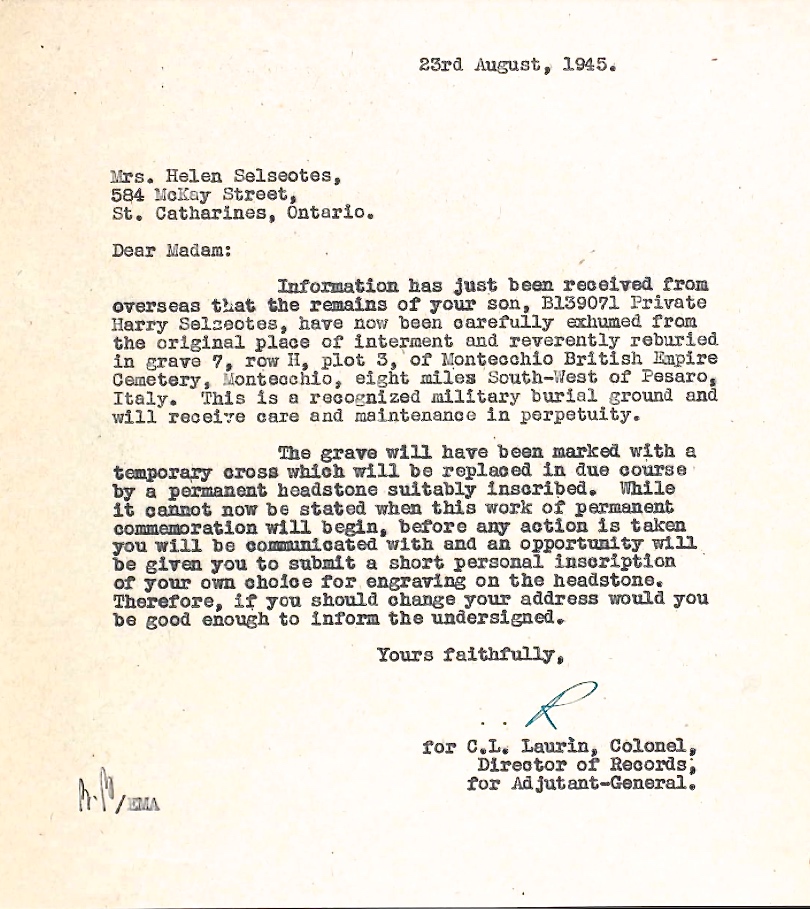 23rd August, 1945.
Mrs. Helen Selseotes,
584 McKay Street,
St. Catharines, Ontario.
Dear Madam:
Information has just been received from
overseas that the remains of your son, B139071 Private
Harry Selseotes, have now been carefully exhumed from
the original place of interment and reverently reburied
in grave 7, row H, plot 3, of Montecchio British Empire
Cemetery, Montecchio, eight miles South-West of Pesaro,
Italy. This is a recognized military burial ground and
will receive care and maintenance in perpetuity.
The grave will have been marked with a
temporary cross which will be replaced in due course
by a permanent headstone suitably inscribed. While
it cannot now be stated when this work of permanent
commemoration will begin, before any action is taken
you will be communicated with and an opportunity will
be given you to submit a short personal inscription
of your own choice for engraving on the headstone.
Therefore, if you should change your address would you
be good enough to inform the undersigned.
Yours faithfully,
R
for C.L. Laurin, Colonel,
Director of Records,
for Adjutant-General.
/EMA